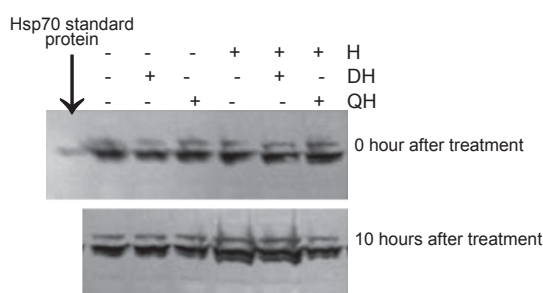 Hsp70 standard
protein
- - - + + + H
- + - - + - DH
- - + - - + QH
0 hour after treatment
10 hours after treatment